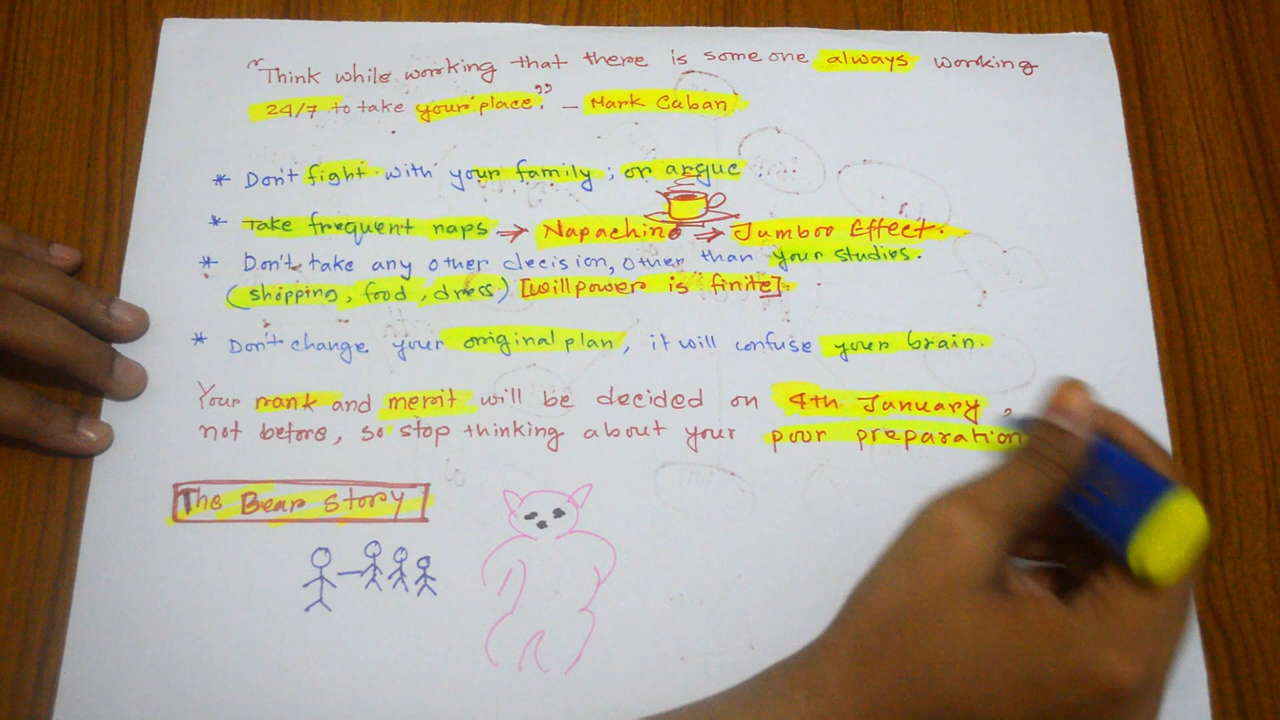 "Think while working that there is some one always working
24/7 to take your place". – Mark Cuban
* Don't fight with your family ; or argue
* Take frequent naps → Napachino → Jumboo Effect.
* Don't take any other decision, other than your studies.
(shopping, food, dress) [willpower is finite].
* Don't change your original plan, it will confuse your brain.
Your rank and merit will be decided on 4th January,
not before, so stop thinking about your poor preparation
The Bear Story